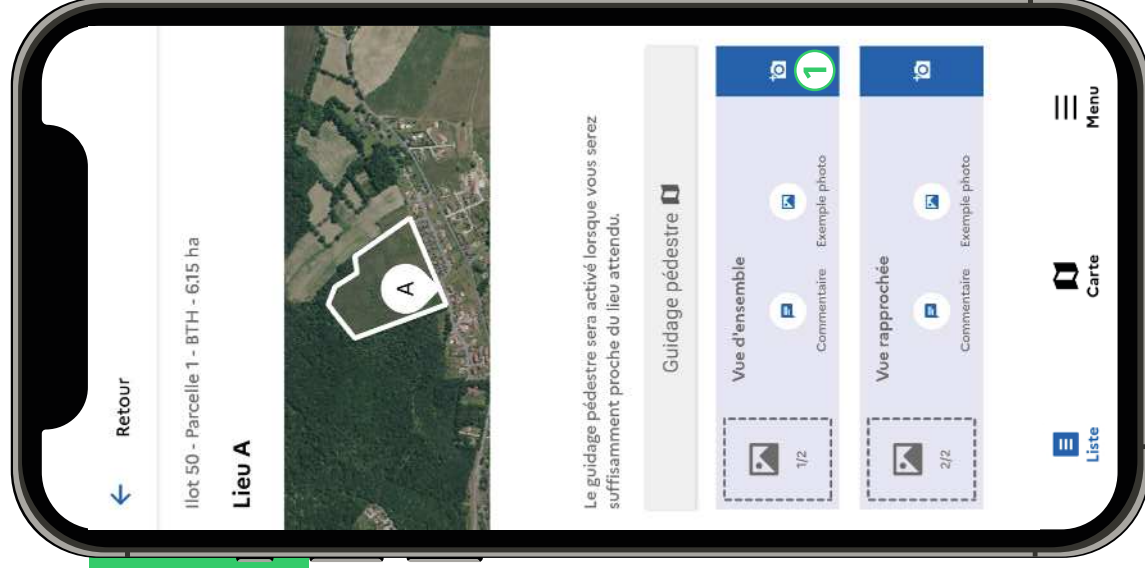 Retour
Ilot 50 - Parcelle 1 - BTH - 6.15 ha
Lieu A
A
Le guidage pédestre sera activé lorsque vous serez
suffisamment proche du lieu attendu.
Guidage pédestre
Vue d'ensemble
1/2
Commentaire
Exemple photo
1
Vue rapprochée
2/2
Commentaire
Exemple photo
Liste
Carte
Menu